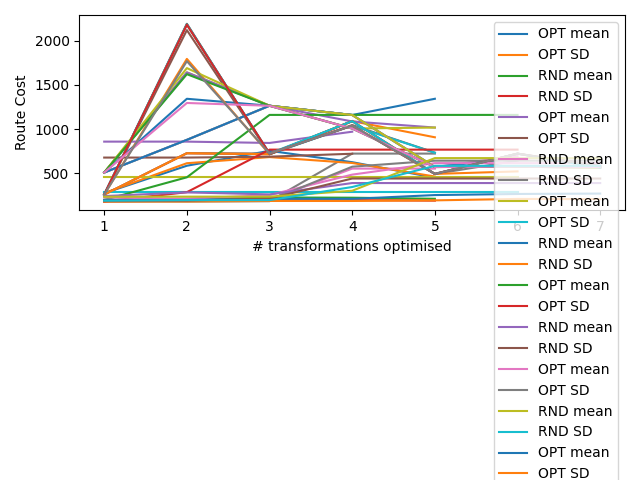 2000
1500
1000
500
Route Cost
1
2
3
4
5
6
7
# transformations optimised
OPT mean
OPT SD
RND mean
RND SD
OPT mean
OPT SD
RND mean
RND SD
OPT mean
OPT SD
RND mean
RND SD
OPT mean
OPT SD
RND mean
RND SD
OPT mean
OPT SD
RND mean
RND SD
OPT mean
OPT SD